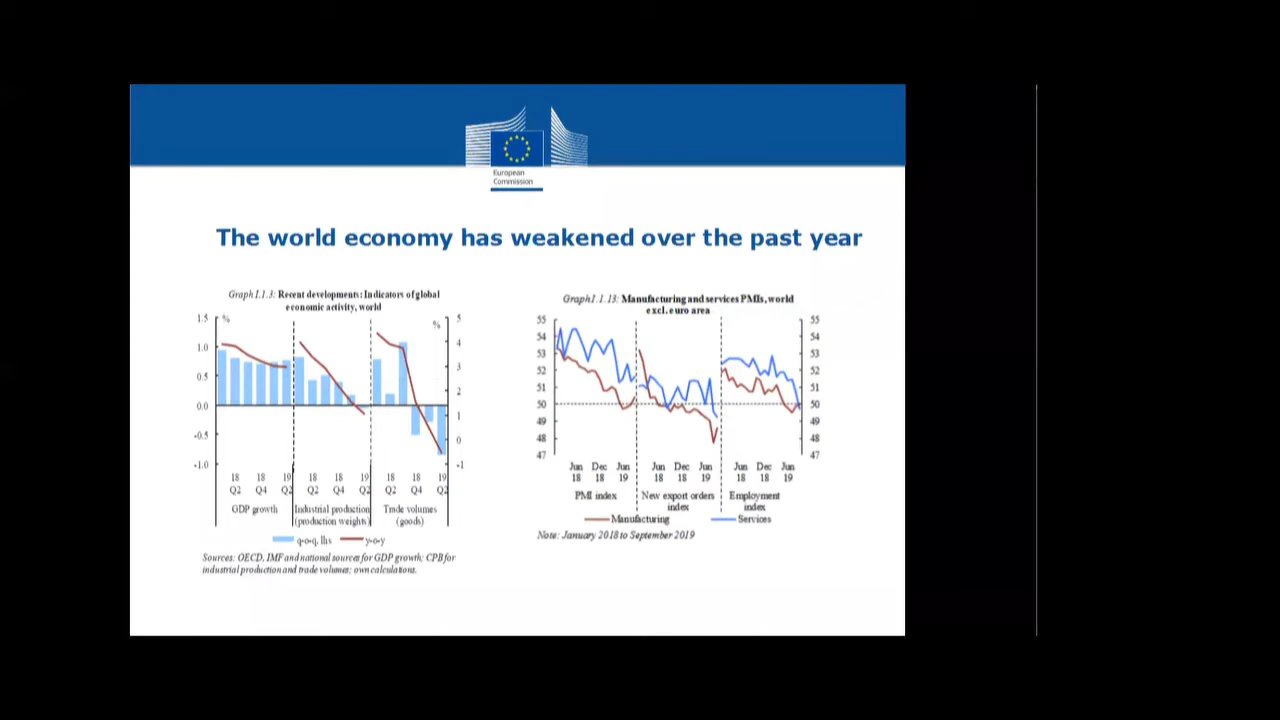 European
Commission
The world economy has weakened over the past year
Graph I.1.3: Recent developments: Indicators of global
economic activity, world
1.5
%
1.0
0.5
0.0
-0.5
-1.0
5
%
4
3
2
1
0
-1
18 18 19 18 18 19 18 18 19
Q2 Q4 Q2 Q2 Q4 Q2 Q2 Q4 Q2
GDP growth Industrial production Trade volumes
(production weights) (goods)
q-o-q, lhs y-o-y
Sources: OECD, IMF and national sources for GDP growth; CPB for
industrial production and trade volumes; own calculations.
Graph I.1.13: Manufacturing and services PMIs, world
excl. euro area
55 55
54 54
53 53
52 52
51 51
50 50
49 49
48 48
47 47
Jun Dec Jun Jun Dec Jun Jun Dec Jun
18 18 19 18 18 19 18 18 19
PMI index New export orders Employment
index index
Manufacturing Services
Note: January 2018 to September 2019